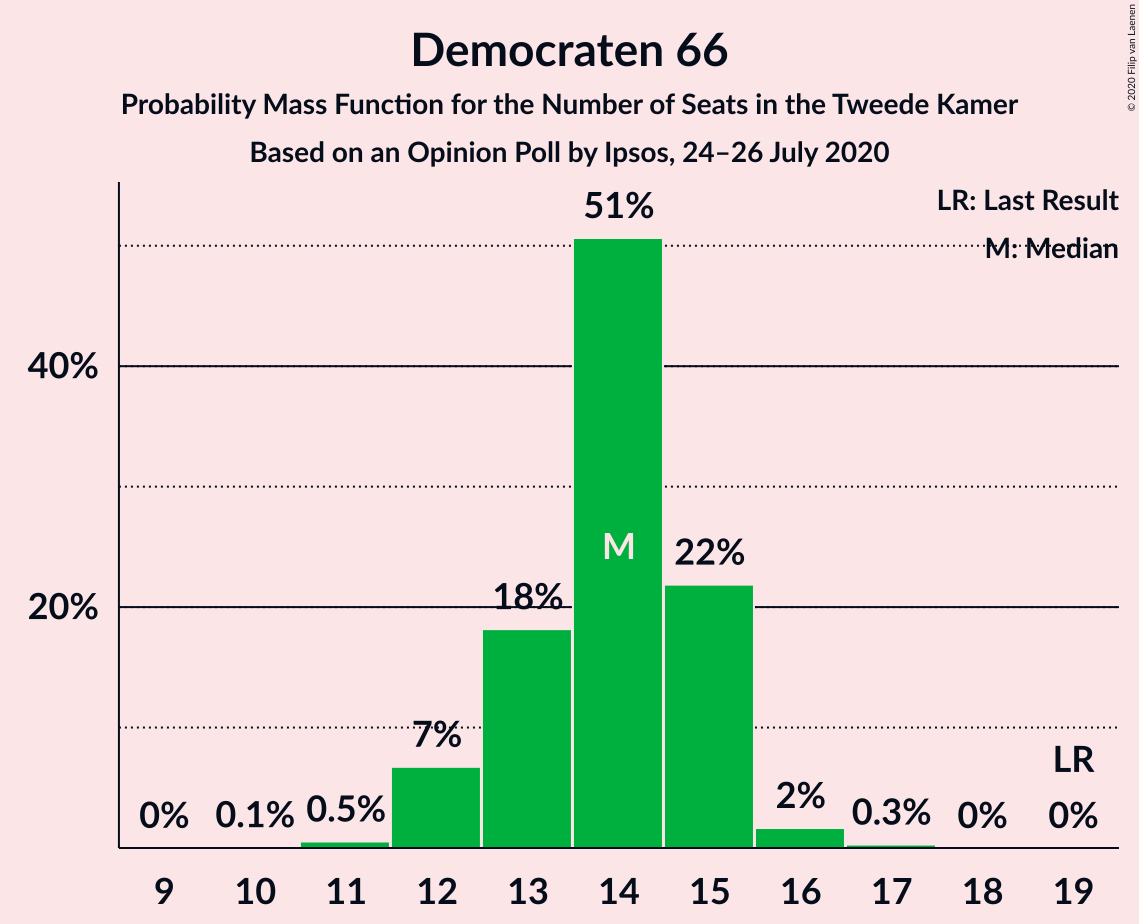 Democraten 66
Probability Mass Function for the Number of Seats in the Tweede Kamer
Based on an Opinion Poll by Ipsos, 24–26 July 2020
© 2020 Filip van Laenen
LR: Last Result
M: Median
51%
40%
M
22%
18%
20%
7%
LR
0%
0.1%
0.5%
2%
0.3%
0%
0%
9 10 11 12 13 14 15 16 17 18 19